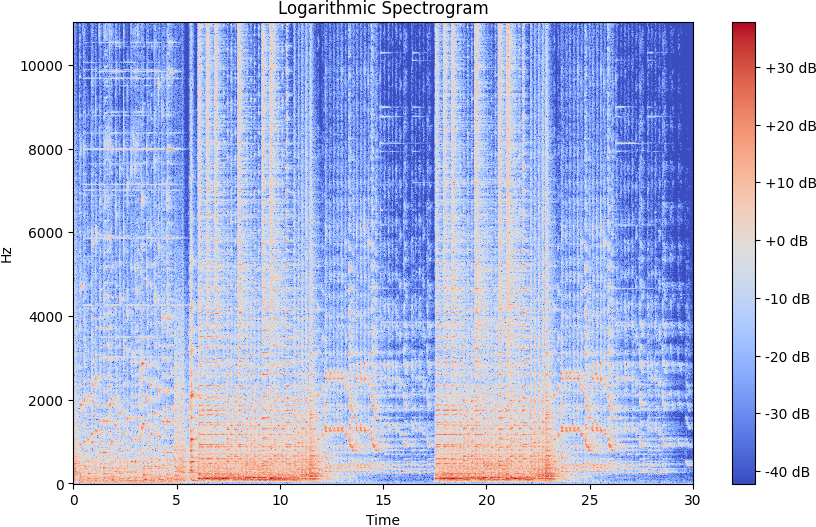 Logarithmic Spectrogram
10000
8000
6000
4000
2000
0
Hz
0 5 10 15 20 25 30
Time
+30 dB
+20 dB
+10 dB
+0 dB
-10 dB
-20 dB
-30 dB
-40 dB